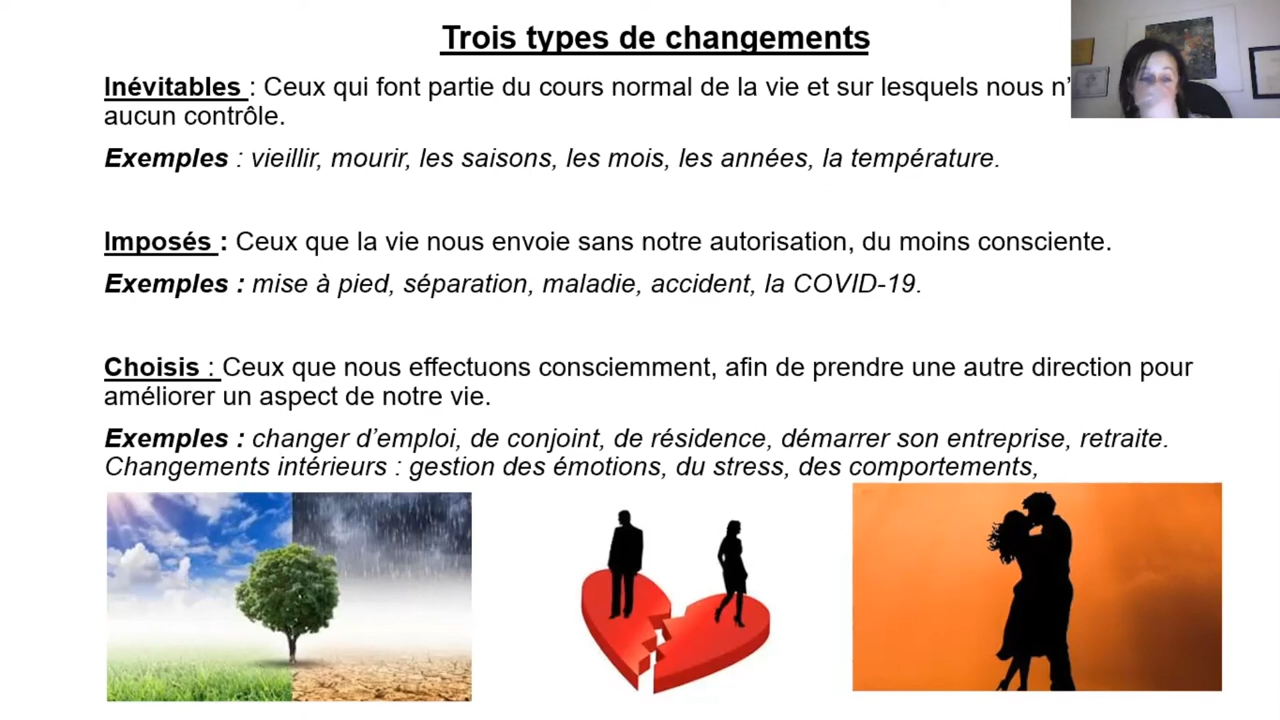 Trois types de changements
Inévitables : Ceux qui font partie du cours normal de la vie et sur lesquels nous n’
aucun contrôle.
Exemples : vieillir, mourir, les saisons, les mois, les années, la température.
Imposés : Ceux que la vie nous envoie sans notre autorisation, du moins consciente.
Exemples : mise à pied, séparation, maladie, accident, la COVID-19.
Choisis : Ceux que nous effectuons consciemment, afin de prendre une autre direction pour
améliorer un aspect de notre vie.
Exemples : changer d’emploi, de conjoint, de résidence, démarrer son entreprise, retraite.
Changements intérieurs : gestion des émotions, du stress, des comportements,